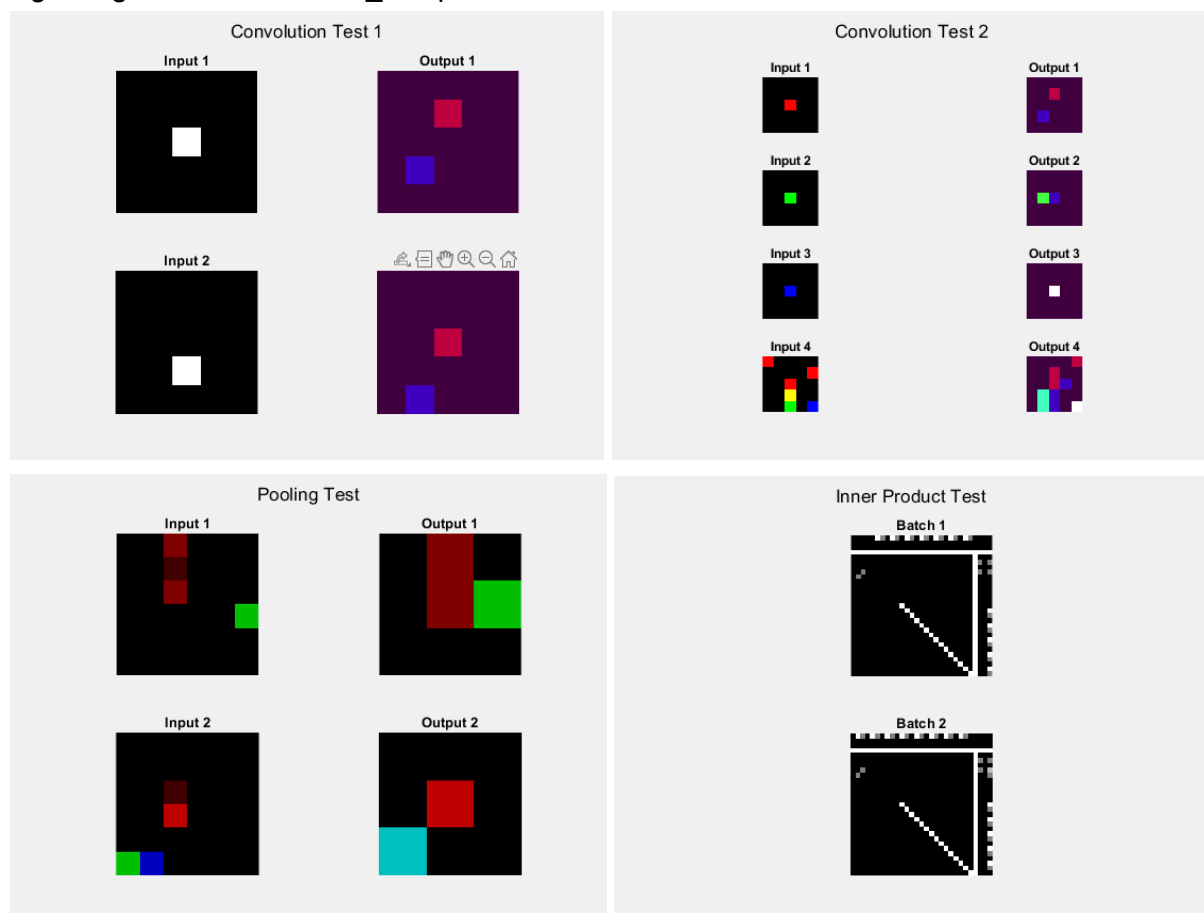 Convolution Test 1
Input 1
Output 1
Input 2
Convolution Test 2
Input 1
Output 1
Input 2
Output 2
Input 3
Output 3
Input 4
Output 4
Pooling Test
Input 1
Output 1
Input 2
Output 2
Inner Product Test
Batch 1
Batch 2